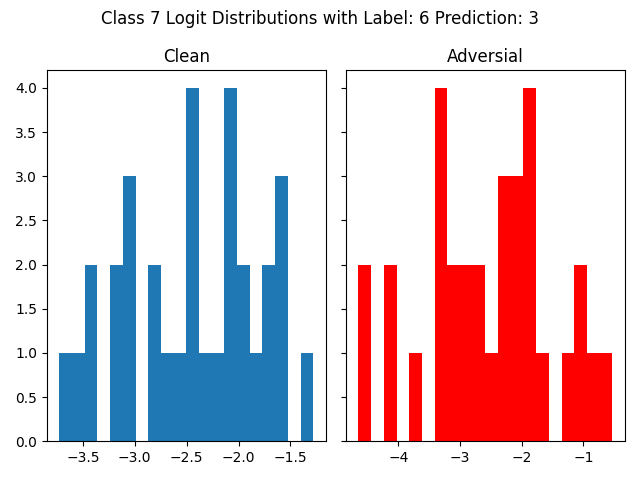 Class 7 Logit Distributions with Label: 6 Prediction: 3
Clean
Adversial
4.0
3.5
3.0
2.5
2.0
1.5
1.0
0.5
0.0
−3.5 −3.0 −2.5 −2.0 −1.5
−4 −3 −2 −1